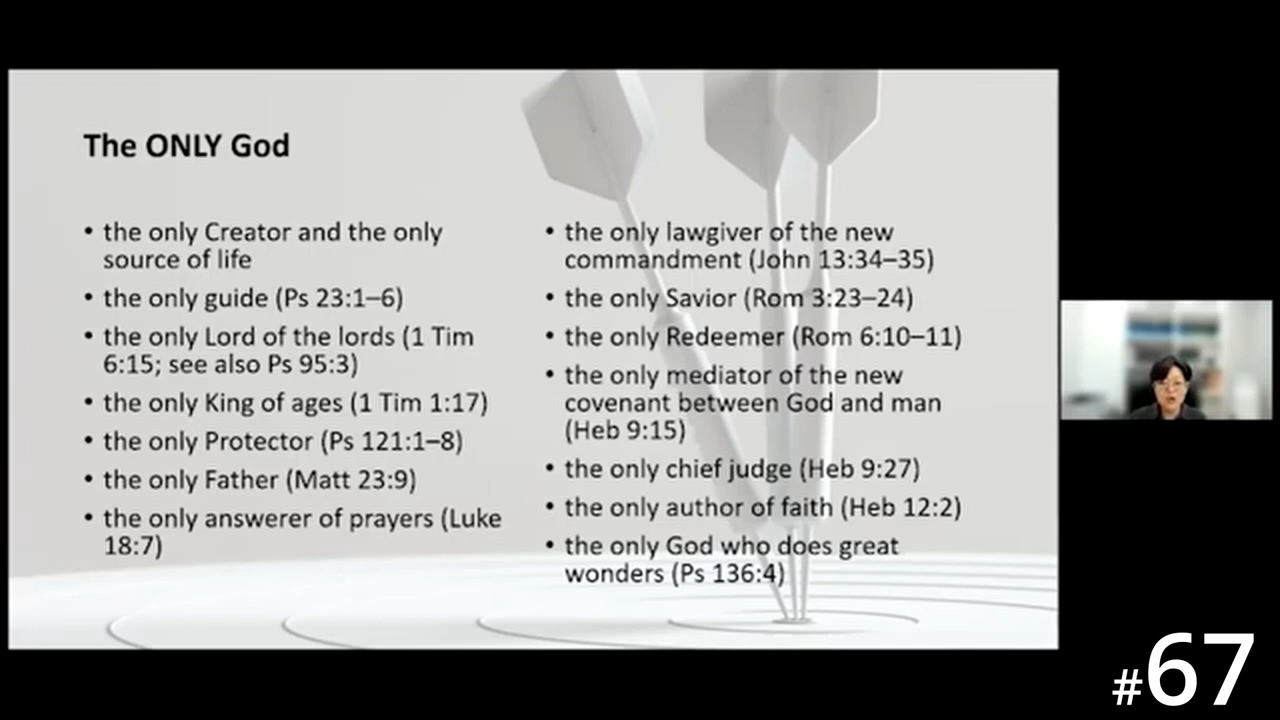 The ONLY God
• the only Creator and the only
source of life
• the only guide (Ps 23:1–6)
• the only Lord of the lords (1 Tim
6:15; see also Ps 95:3)
• the only King of ages (1 Tim 1:17)
• the only Protector (Ps 121:1–8)
• the only Father (Matt 23:9)
• the only answerer of prayers (Luke
18:7)
• the only lawgiver of the new
commandment (John 13:34–35)
• the only Savior (Rom 3:23–24)
• the only Redeemer (Rom 6:10–11)
• the only mediator of the new
covenant between God and man
(Heb 9:15)
• the only chief judge (Heb 9:27)
• the only author of faith (Heb 12:2)
• the only God who does great
wonders (Ps 136:4)
#67